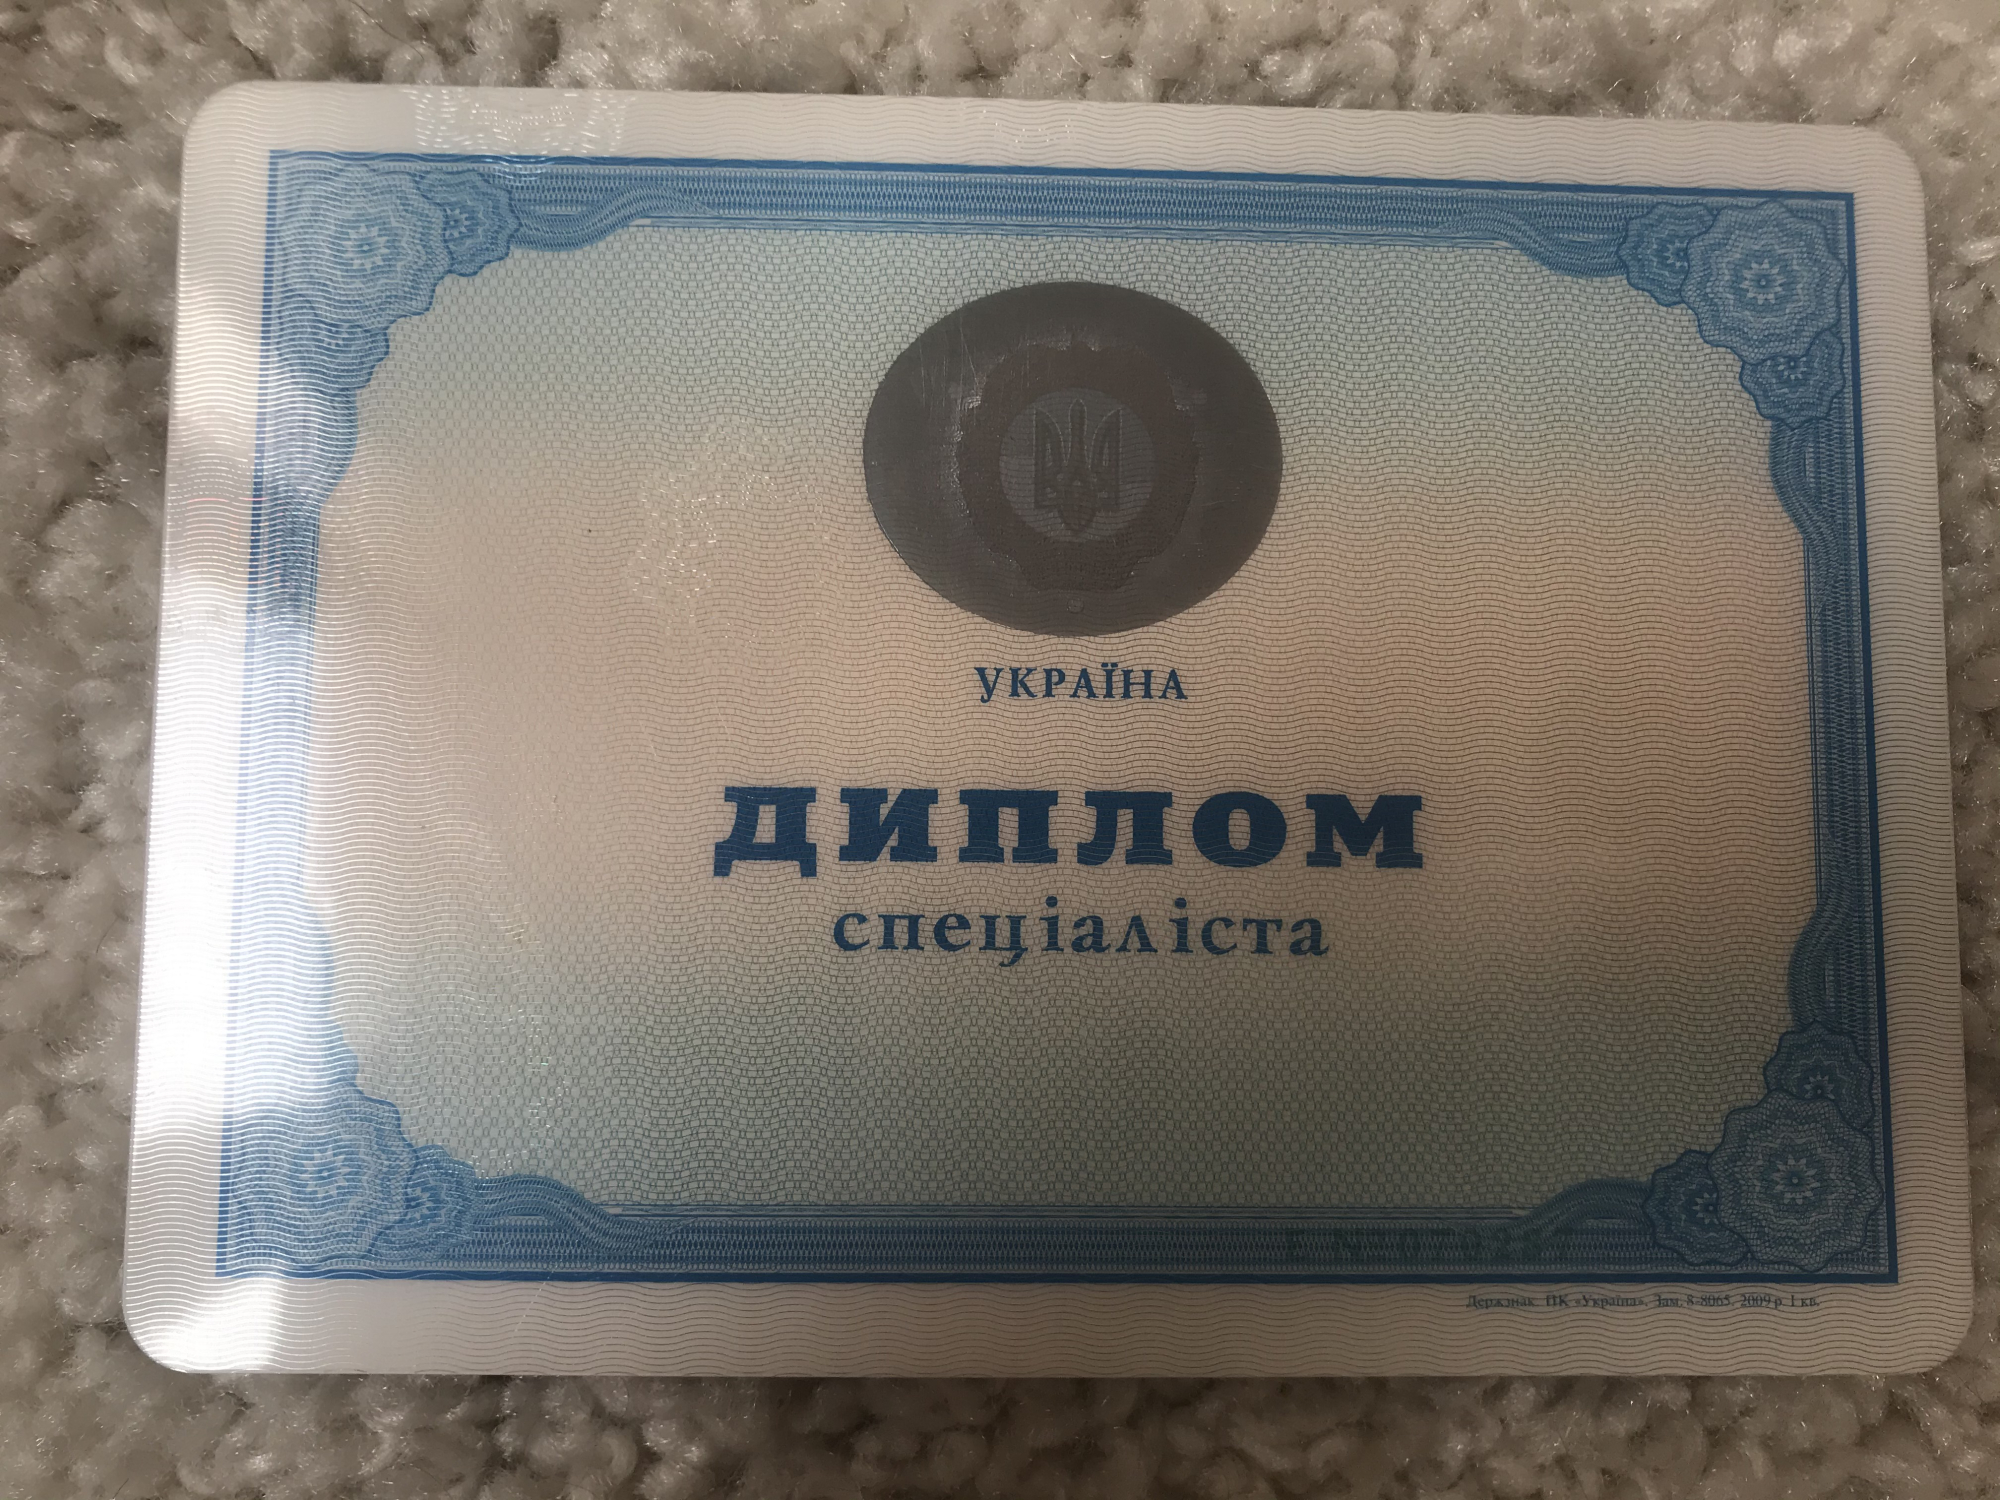 УКРАЇНА
ДИПЛОМ
спеціаліста
Держзнак. ПК «Україна». Зам. 8-8065. 2009 р. I кв.